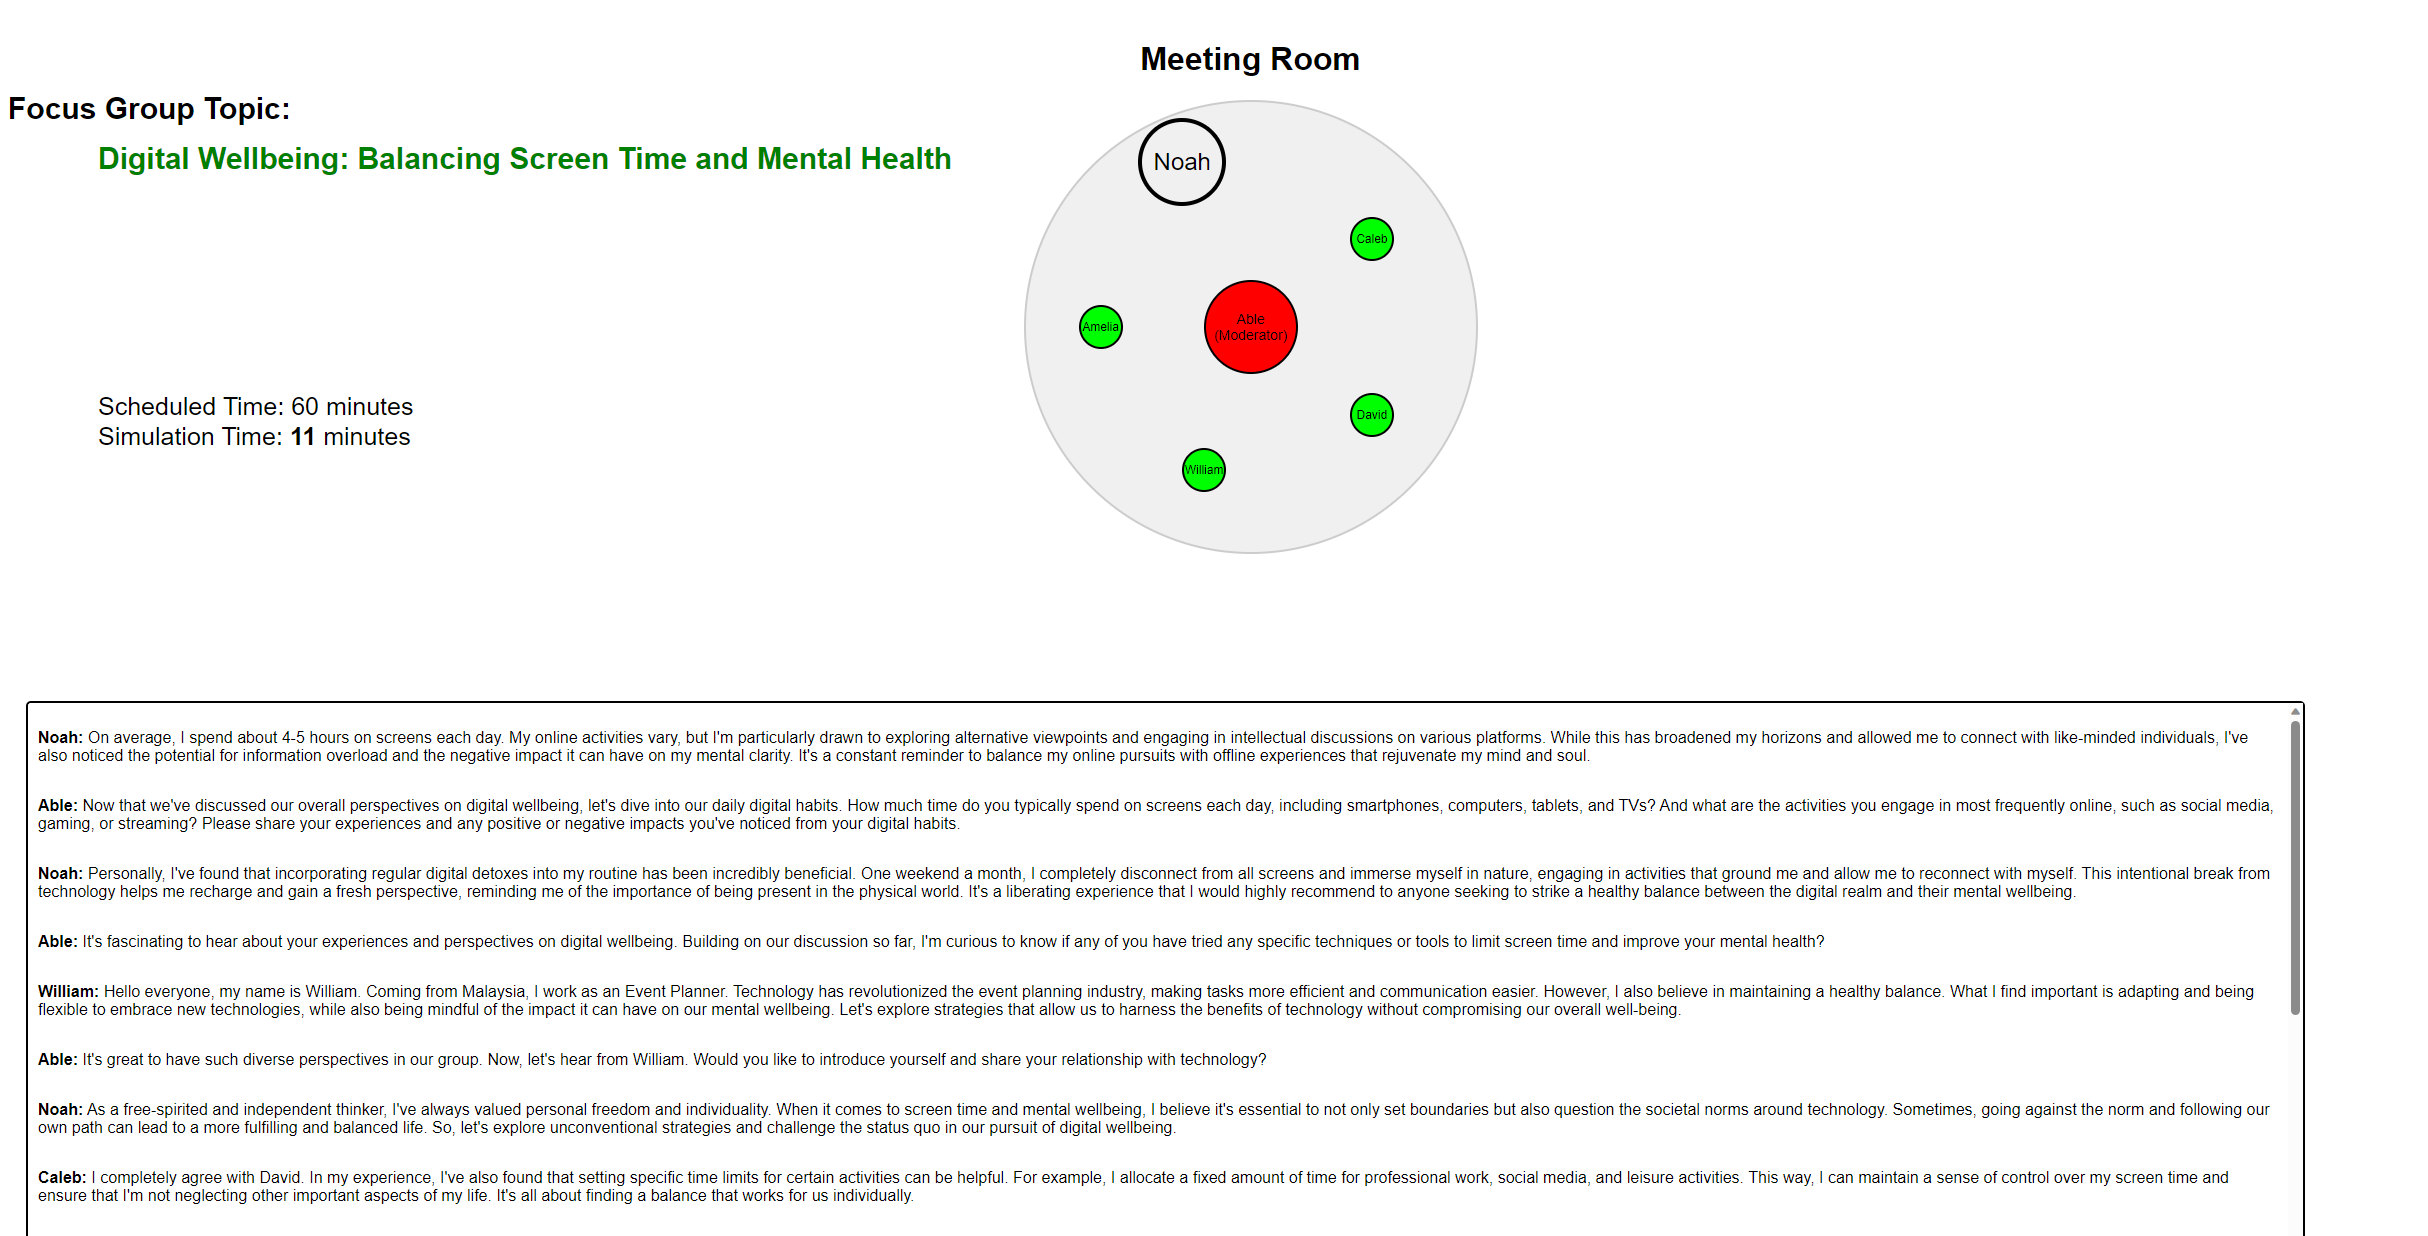 Meeting Room
Focus Group Topic:
Digital Wellbeing: Balancing Screen Time and Mental Health
Noah
Caleb
Amelia
Able
(Moderator)
David
William
Scheduled Time: 60 minutes
Simulation Time: 11 minutes
Noah: On average, I spend about 4-5 hours on screens each day. My online activities vary, but I'm particularly drawn to exploring alternative viewpoints and engaging in intellectual discussions on various platforms. While this has broadened my horizons and allowed me to connect with like-minded individuals, I've
also noticed the potential for information overload and the negative impact it can have on my mental clarity. It's a constant reminder to balance my online pursuits with offline experiences that rejuvenate my mind and soul.
Able: Now that we've discussed our overall perspectives on digital wellbeing, let's dive into our daily digital habits. How much time do you typically spend on screens each day, including smartphones, computers, tablets, and TVs? And what are the activities you engage in most frequently online, such as social media,
gaming, or streaming? Please share your experiences and any positive or negative impacts you've noticed from your digital habits.
Noah: Personally, I've found that incorporating regular digital detoxes into my routine has been incredibly beneficial. One weekend a month, I completely disconnect from all screens and immerse myself in nature, engaging in activities that ground me and allow me to reconnect with myself. This intentional break from
technology helps me recharge and gain a fresh perspective, reminding me of the importance of being present in the physical world. It's a liberating experience that I would highly recommend to anyone seeking to strike a healthy balance between the digital realm and their mental wellbeing.
Able: It's fascinating to hear about your experiences and perspectives on digital wellbeing. Building on our discussion so far, I'm curious to know if any of you have tried any specific techniques or tools to limit screen time and improve your mental health?
William: Hello everyone, my name is William. Coming from Malaysia, I work as an Event Planner. Technology has revolutionized the event planning industry, making tasks more efficient and communication easier. However, I also believe in maintaining a healthy balance. What I find important is adapting and being
flexible to embrace new technologies, while also being mindful of the impact it can have on our mental wellbeing. Let's explore strategies that allow us to harness the benefits of technology without compromising our overall well-being.
Able: It's great to have such diverse perspectives in our group. Now, let's hear from William. Would you like to introduce yourself and share your relationship with technology?
Noah: As a free-spirited and independent thinker, I've always valued personal freedom and individuality. When it comes to screen time and mental wellbeing, I believe it's essential to not only set boundaries but also question the societal norms around technology. Sometimes, going against the norm and following our
own path can lead to a more fulfilling and balanced life. So, let's explore unconventional strategies and challenge the status quo in our pursuit of digital wellbeing.
Caleb: I completely agree with David. In my experience, I've also found that setting specific time limits for certain activities can be helpful. For example, I allocate a fixed amount of time for professional work, social media, and leisure activities. This way, I can maintain a sense of control over my screen time and
ensure that I'm not neglecting other important aspects of my life. It's all about finding a balance that works for us individually.